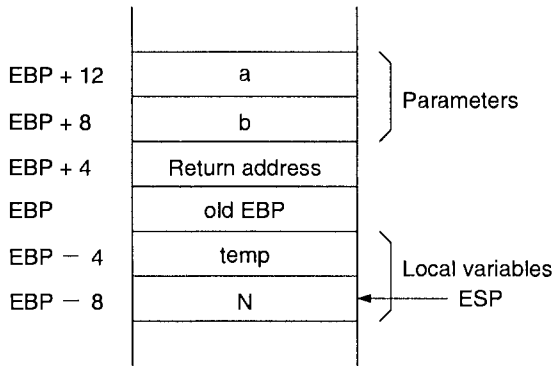 EBP + 12
a
EBP + 8
b
Parameters
EBP + 4
Return address
EBP
old EBP
EBP − 4
temp
Local variables
EBP − 8
N
ESP